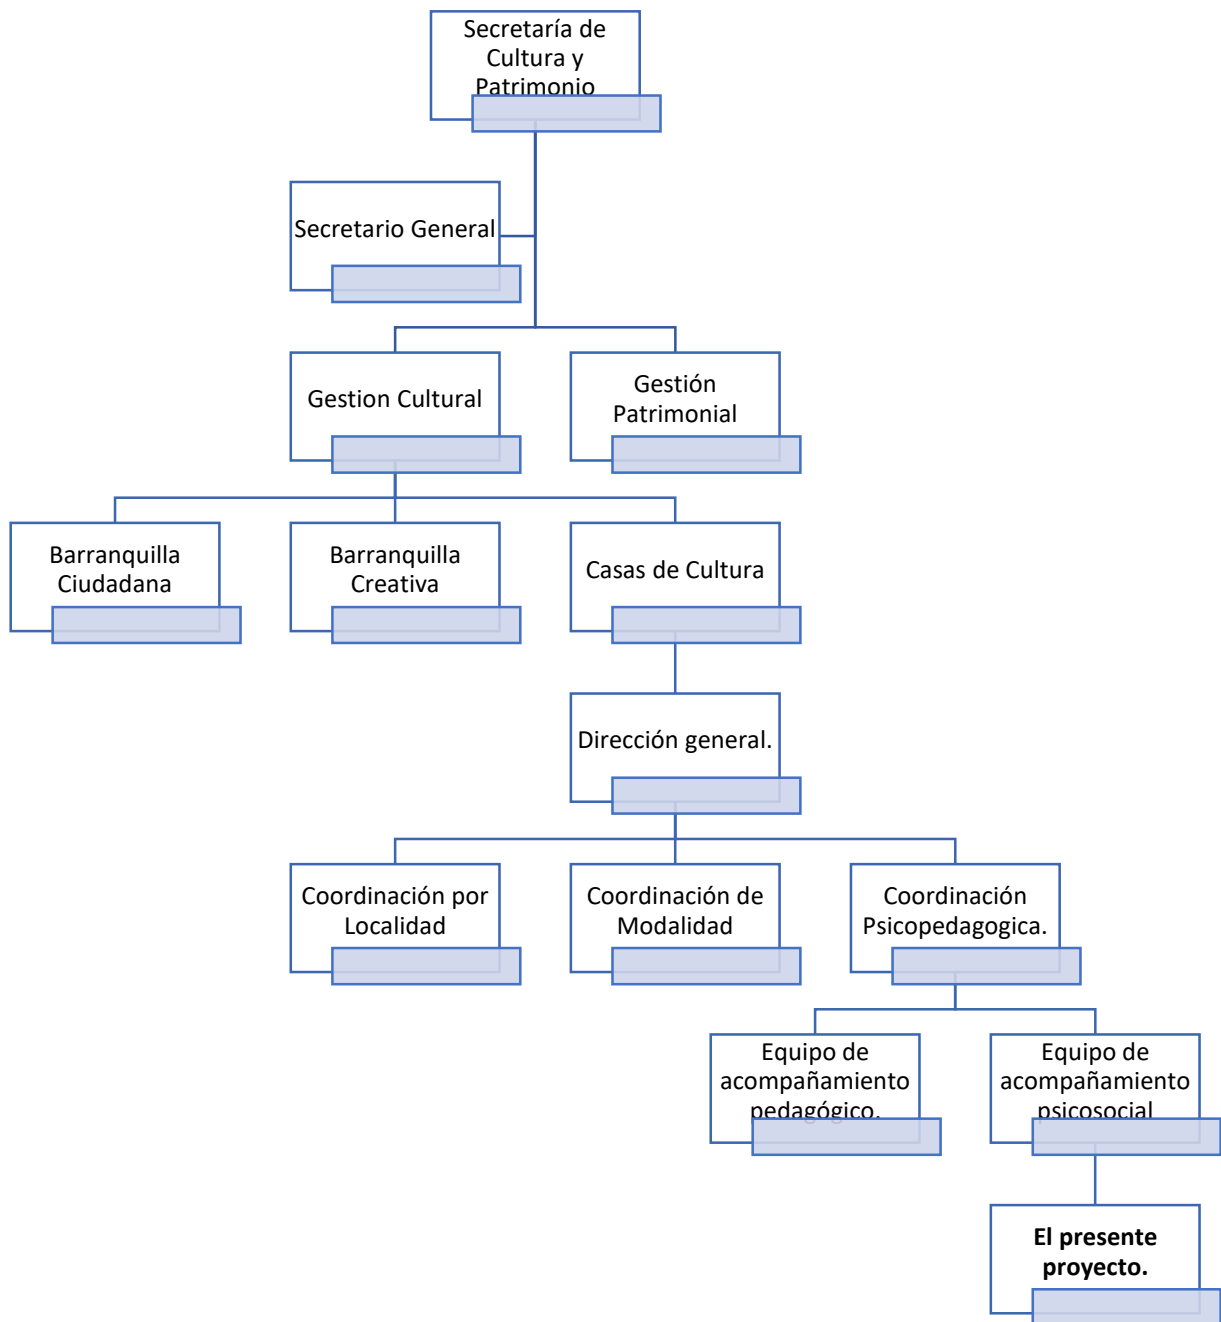 Secretaría de
Cultura y
Patrimonio
Secretario General
Gestion Cultural
Gestión
Patrimonial
Barranquilla
Ciudadana
Barranquilla
Creativa
Casas de Cultura
Dirección general.
Coordinación por
Localidad
Coordinación de
Modalidad
Coordinación
Psicopedagogica.
Equipo de
acompañamiento
pedagógico.
Equipo de
acompañamiento
psicosocial
El presente
proyecto.